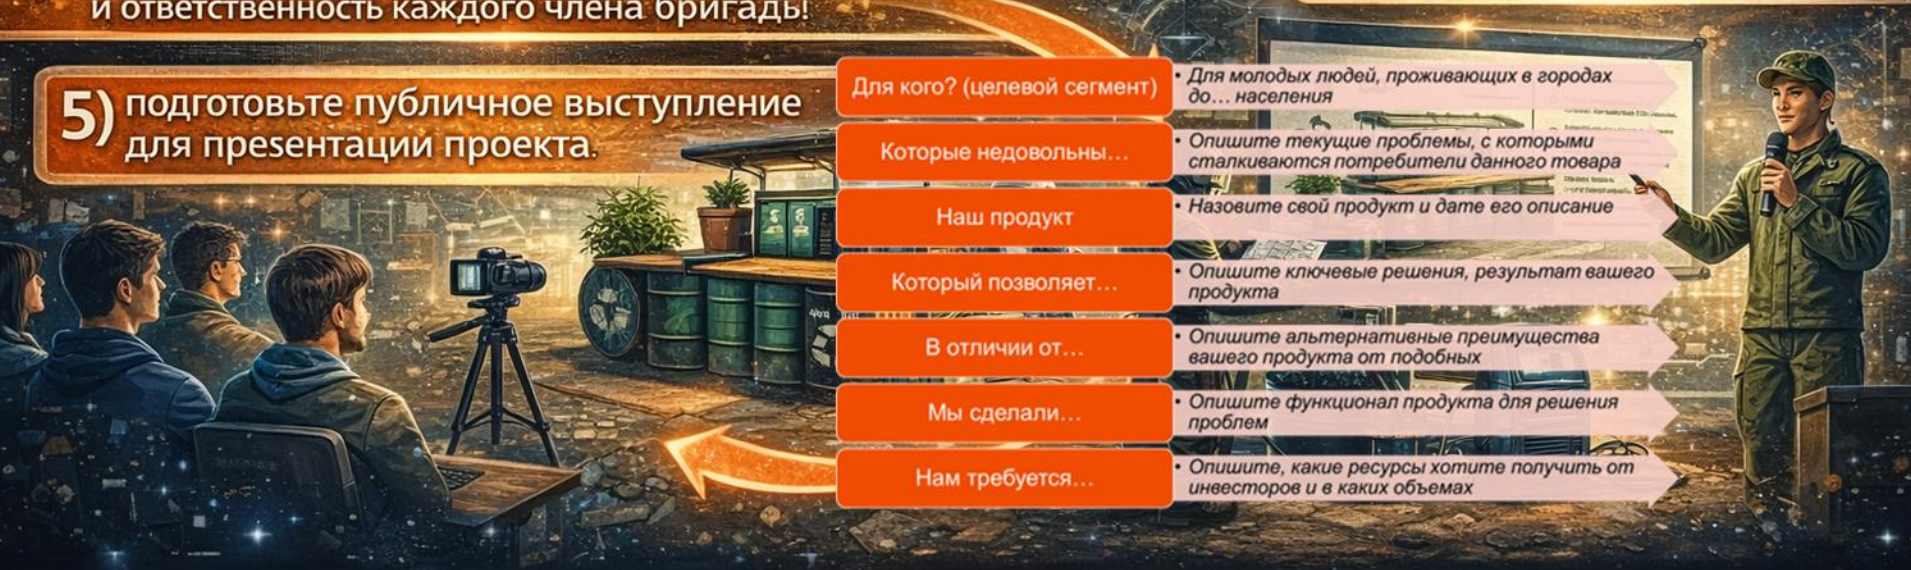 и ответственность каждого члена бригады!
5) подготовьте публичное выступление
для преsентации проекта.
Для кого? (целевой сегмент)
• Для молодых людей, проживающих в городах
до... населения
Которые недовольны...
• Опишите текущие проблемы, с которыми
сталкиваются потребители данного товара
Наш продукт
• Назовите свой продукт и дате его описание
Который позволяет...
• Опишите ключевые решения, результат вашего
продукта
В отличии от...
• Опишите альтернативные преимущества
вашего продукта от подобных
Мы сделали...
• Опишите функционал продукта для решения
проблем
Нам требуется...
• Опишите, какие ресурсы хотите получить от
инвесторов и в каких объемах